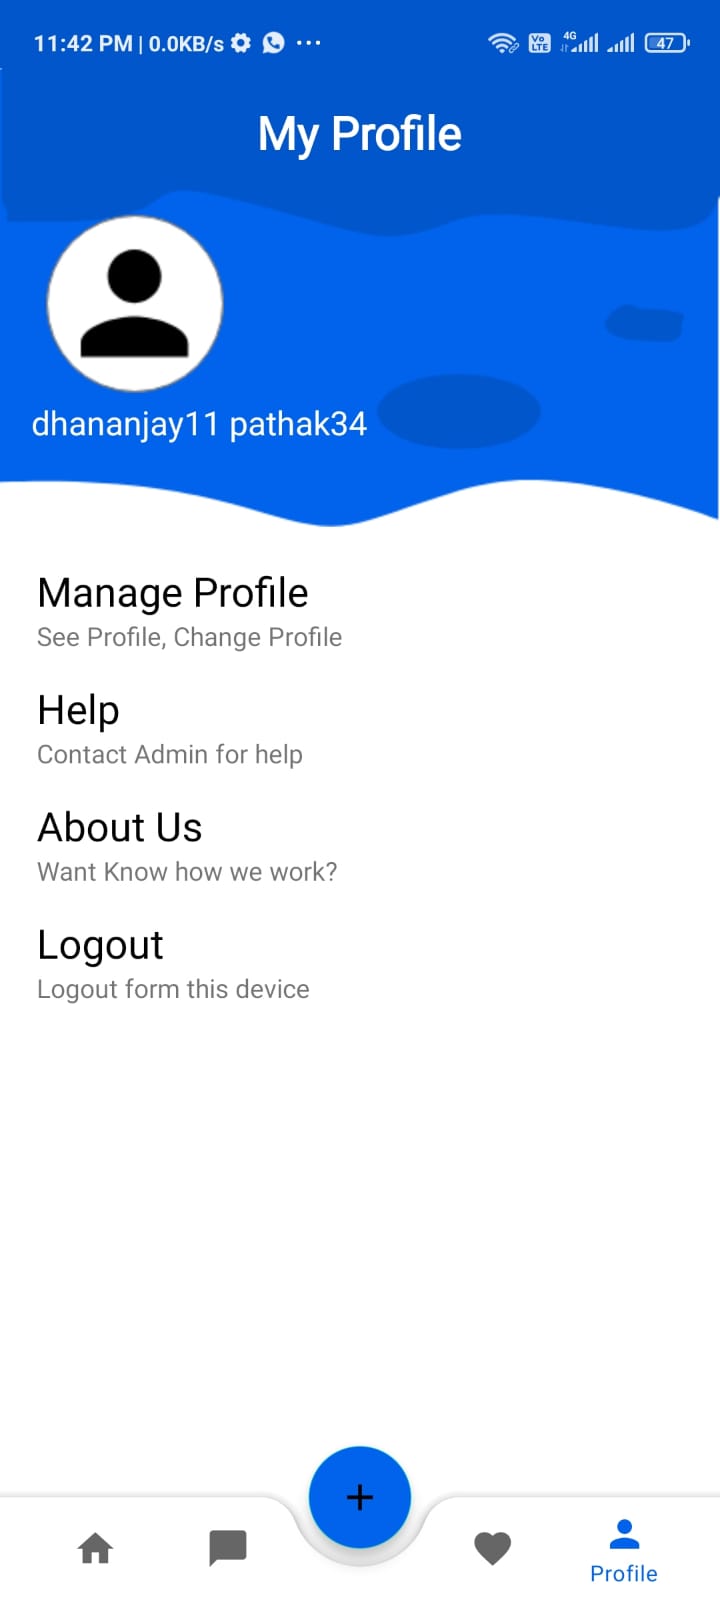 11:42 PM | 0.0KB/s ...
Vo LTE 4G 47
My Profile
dhananjay11 pathak34
Manage Profile
See Profile, Change Profile
Help
Contact Admin for help
About Us
Want Know how we work?
Logout
Logout form this device
+
Profile